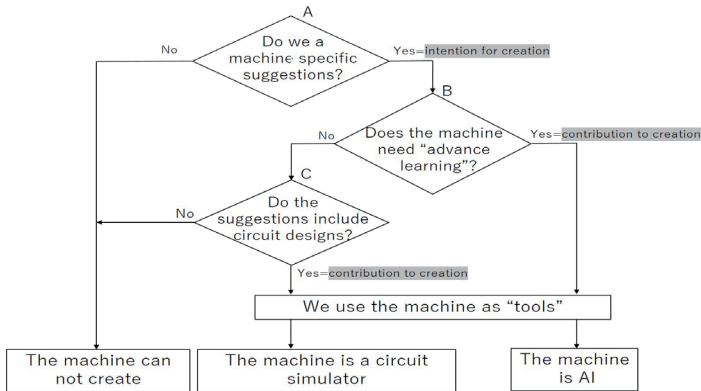 A
Do we a
machine specific
suggestions?
No
Yes=intention for creation
B
Does the machine
need “advance
learning”?
No
Yes=contribution to creation
C
Do the
suggestions include
circuit designs?
No
Yes=contribution to creation
We use the machine as “tools”
The machine can
not create
The machine is a circuit
simulator
The machine
is AI